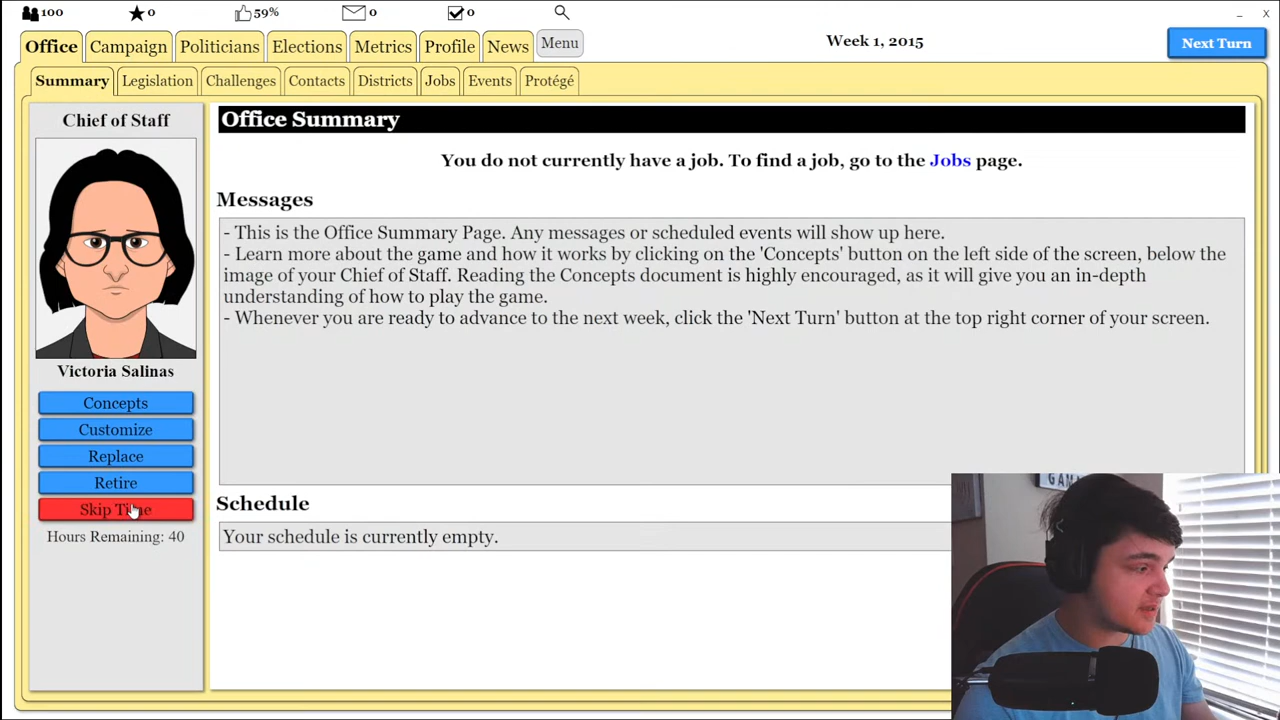 100
0
59%
0
0
_ x
Office
Campaign
Politicians
Elections
Metrics
Profile
News
Menu
Week 1, 2015
Next Turn
Summary
Legislation
Challenges
Contacts
Districts
Jobs
Events
Protégé
Chief of Staff
Victoria Salinas
Concepts
Customize
Replace
Retire
Skip Time
Hours Remaining: 40
Office Summary
You do not currently have a job. To find a job, go to the Jobs page.
Messages
- This is the Office Summary Page. Any messages or scheduled events will show up here.
- Learn more about the game and how it works by clicking on the 'Concepts' button on the left side of the screen, below the
image of your Chief of Staff. Reading the Concepts document is highly encouraged, as it will give you an in-depth
understanding of how to play the game.
- Whenever you are ready to advance to the next week, click the 'Next Turn' button at the top right corner of your screen.
Schedule
Your schedule is currently empty.